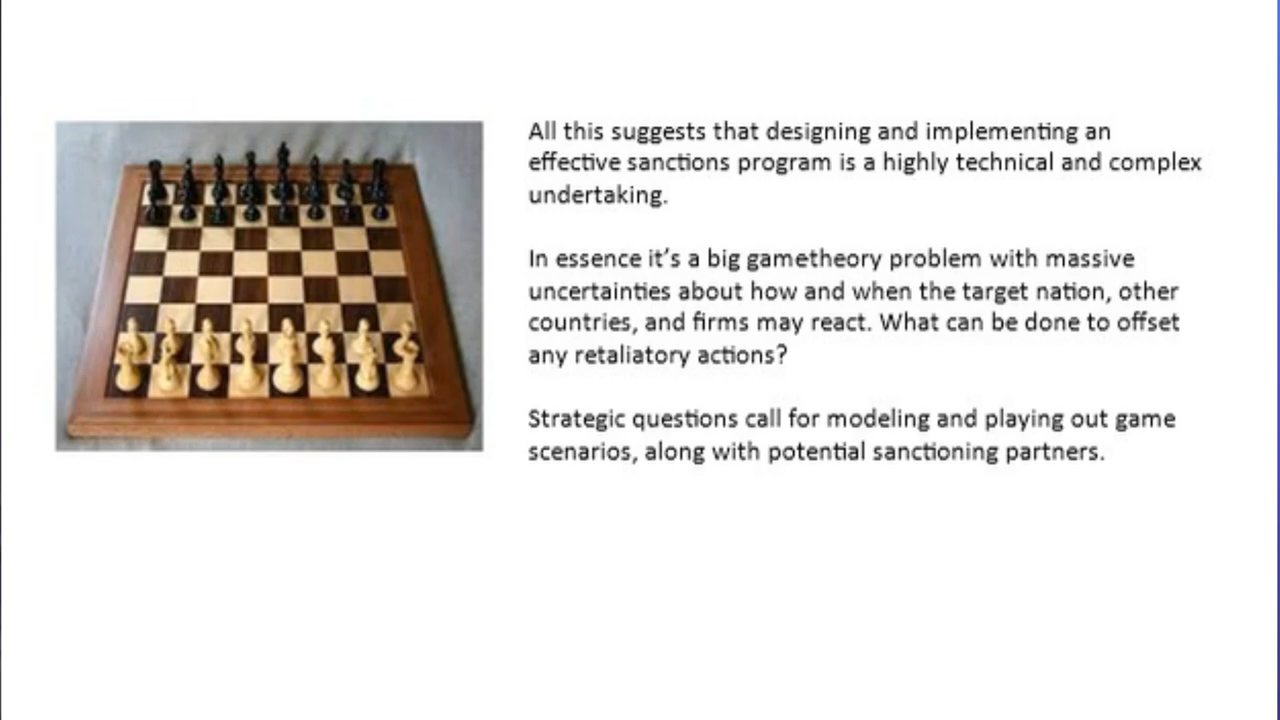 All this suggests that designing and implementing an
effective sanctions program is a highly technical and complex
undertaking.
In essence it’s a big gametheory problem with massive
uncertainties about how and when the target nation, other
countries, and firms may react. What can be done to offset
any retaliatory actions?
Strategic questions call for modeling and playing out game
scenarios, along with potential sanctioning partners.